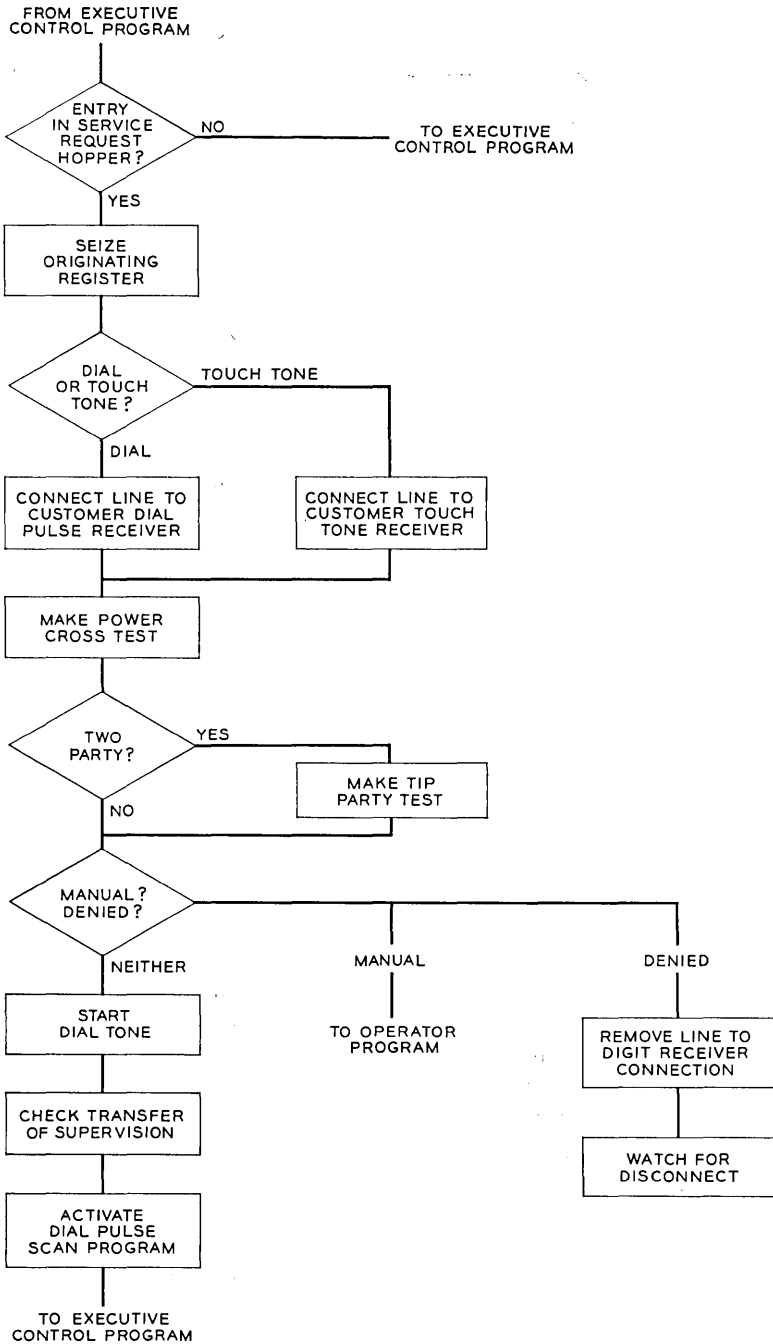 FROM EXECUTIVE
CONTROL PROGRAM
ENTRY
IN SERVICE
REQUEST
HOPPER?
NO
TO EXECUTIVE
CONTROL PROGRAM
YES
SEIZE
ORIGINATING
REGISTER
DIAL
OR TOUCH
TONE?
TOUCH TONE
DIAL
CONNECT LINE TO
CUSTOMER DIAL
PULSE RECEIVER
CONNECT LINE TO
CUSTOMER TOUCH
TONE RECEIVER
MAKE POWER
CROSS TEST
TWO
PARTY?
YES
MAKE TIP
PARTY TEST
NO
MANUAL?
DENIED?
NEITHER
MANUAL
DENIED
START
DIAL TONE
TO OPERATOR
PROGRAM
REMOVE LINE TO
DIGIT RECEIVER
CONNECTION
CHECK TRANSFER
OF SUPERVISION
WATCH FOR
DISCONNECT
ACTIVATE
DIAL PULSE
SCAN PROGRAM
TO EXECUTIVE
CONTROL PROGRAM